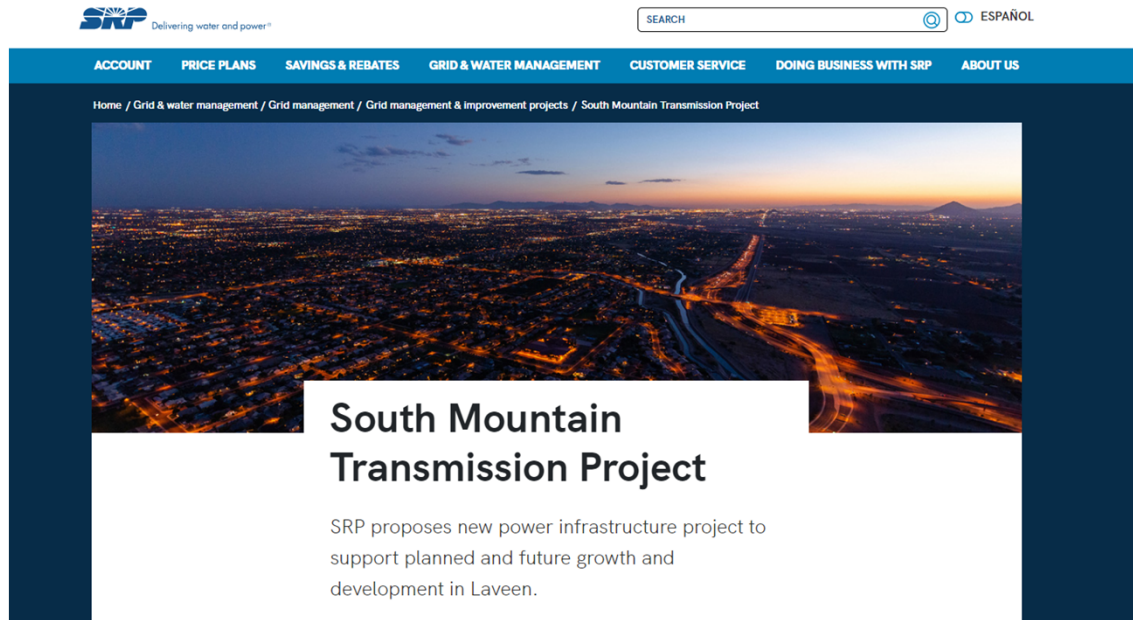 SRP Delivering water and power®
SEARCH
ESPAÑOL
ACCOUNT PRICE PLANS SAVINGS & REBATES GRID & WATER MANAGEMENT CUSTOMER SERVICE DOING BUSINESS WITH SRP ABOUT US
Home / Grid & water management / Grid management / Grid management & improvement projects / South Mountain Transmission Project
South Mountain
Transmission Project
SRP proposes new power infrastructure project to
support planned and future growth and
development in Laveen.